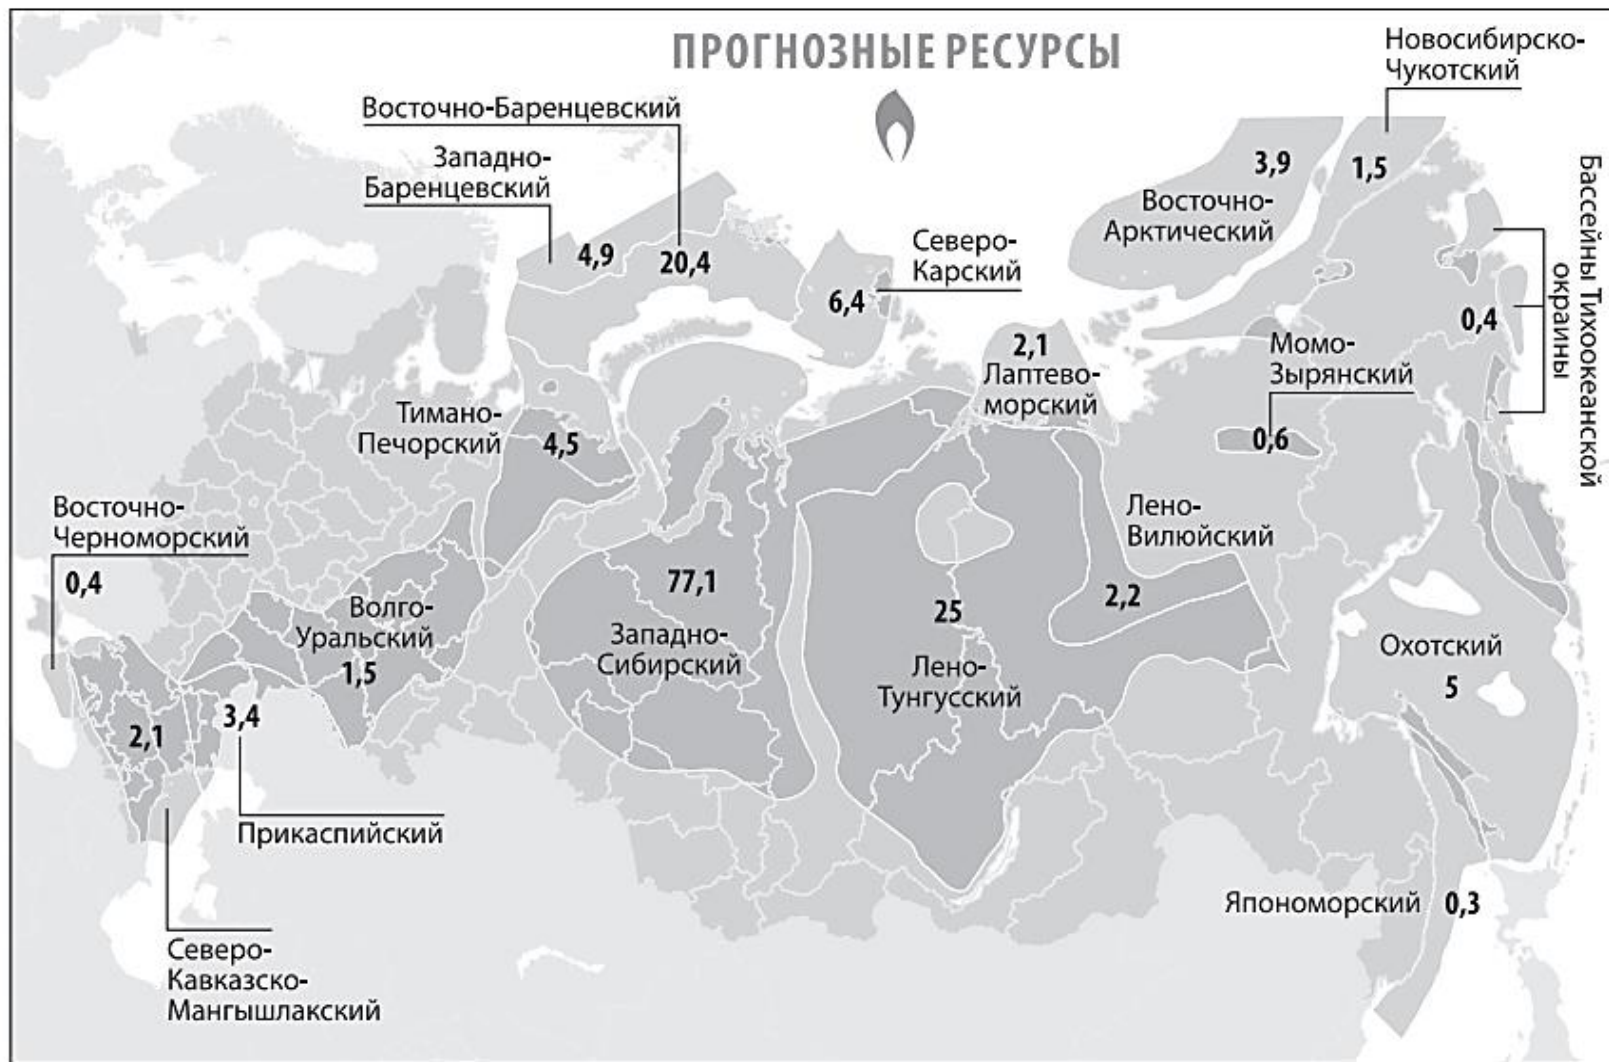 ПРОГНОЗНЫЕ РЕСУРСЫ
Новосибирско-
Чукотский
1,5
Восточно-Баренцевский
20,4
Западно-
Баренцевский
4,9
3,9
Восточно-
Арктический
Северо-
Карский
6,4
Бассейны Тихоокеанской
окраины
0,4
2,1
Лаптево-
морский
Момо-
Зырянский
0,6
Тимано-
Печорский
4,5
Восточно-
Черноморский
0,4
Лено-
Вилюйский
2,2
77,1
Западно-
Сибирский
25
Лено-
Тунгусский
Волго-
Уральский
1,5
Охотский
5
2,1
3,4
Прикаспийский
Япономорский 0,3
Северо-
Кавказско-
Мангышлакский